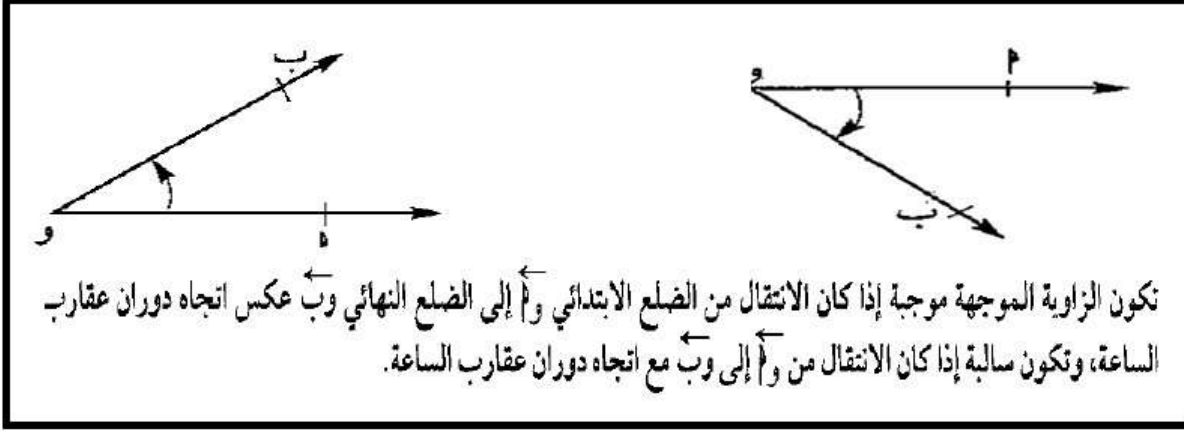 و
أ
ب
ب
و
أ
تكون الزاوية الموجهة موجبة إذا كان الانتقال من الضلع الابتدائي وأ إلى الضلع النهائي وب عكس اتجاه دوران عقارب
الساعة، وتكون سالبة إذا كان الانتقال من وأ إلى وب مع اتجاه دوران عقارب الساعة.